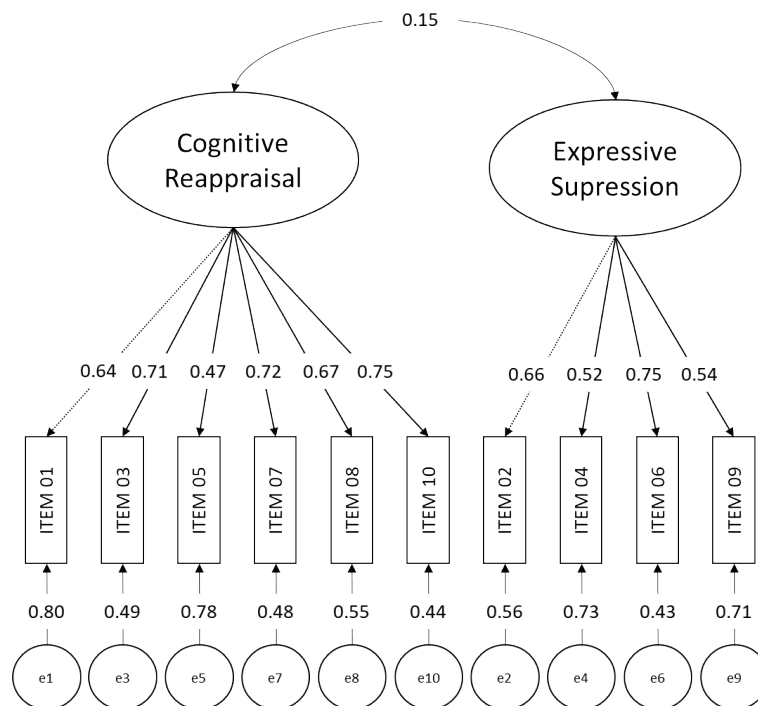 0.15
Cognitive
Reappraisal
Expressive
Supression
0.64 0.71 0.47 0.72 0.67 0.75 0.66 0.52 0.75 0.54
ITEM 01 ITEM 03 ITEM 05 ITEM 07 ITEM 08 ITEM 10 ITEM 02 ITEM 04 ITEM 06 ITEM 09
0.80 0.49 0.78 0.48 0.55 0.44 0.56 0.73 0.43 0.71
e1 e3 e5 e7 e8 e10 e2 e4 e6 e9